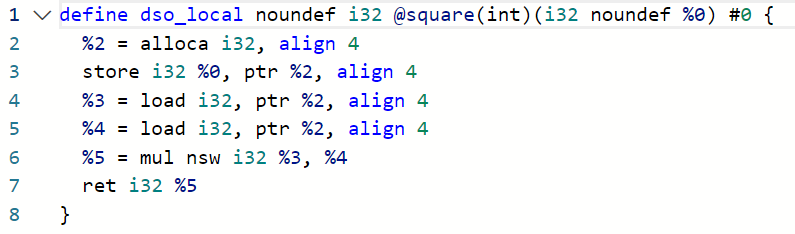 1 define dso_local noundef i32 @square(int)(i32 noundef %0) #0 {
2   %2 = alloca i32, align 4
3   store i32 %0, ptr %2, align 4
4   %3 = load i32, ptr %2, align 4
5   %4 = load i32, ptr %2, align 4
6   %5 = mul nsw i32 %3, %4
7   ret i32 %5
8 }